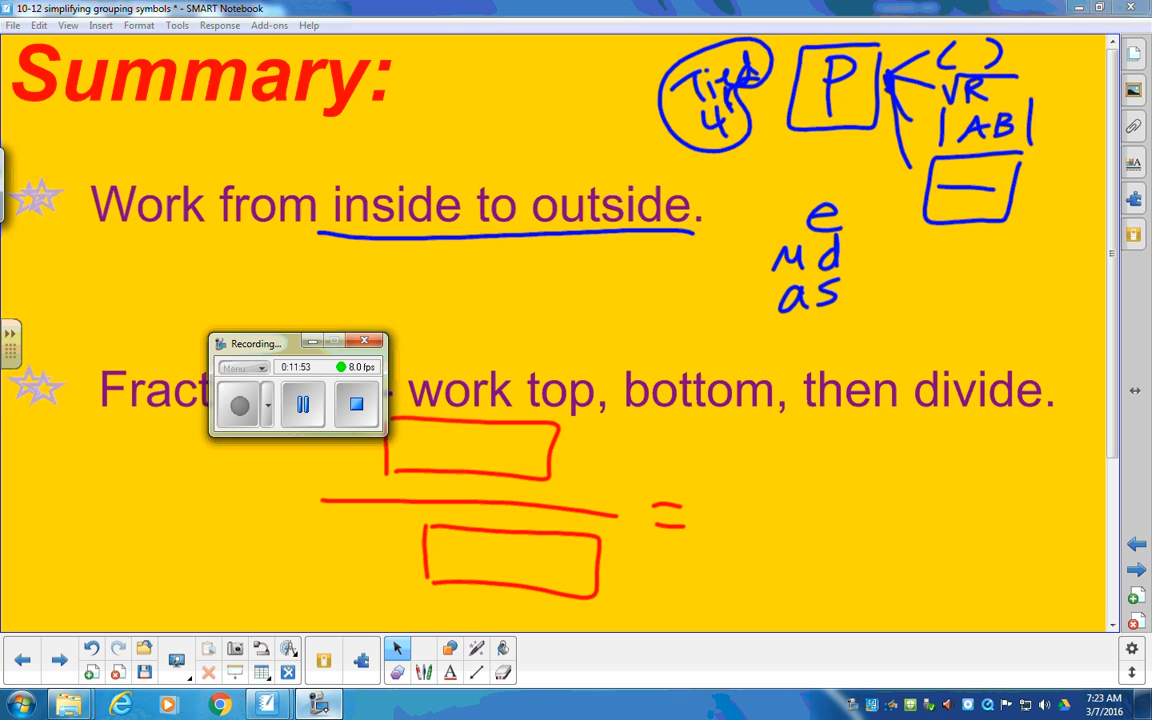 10-12 simplifying grouping symbols * - SMART Notebook
File Edit View Insert Format Tools Response Add-ons Help
Summary:
Tier 4
P
( )
√R
| AB |
Work from inside to outside.
e
M d
a s
Recording...
Menu 0:11:53 8.0 fps
Fract - work top, bottom, then divide.
=
7:23 AM
3/7/2016